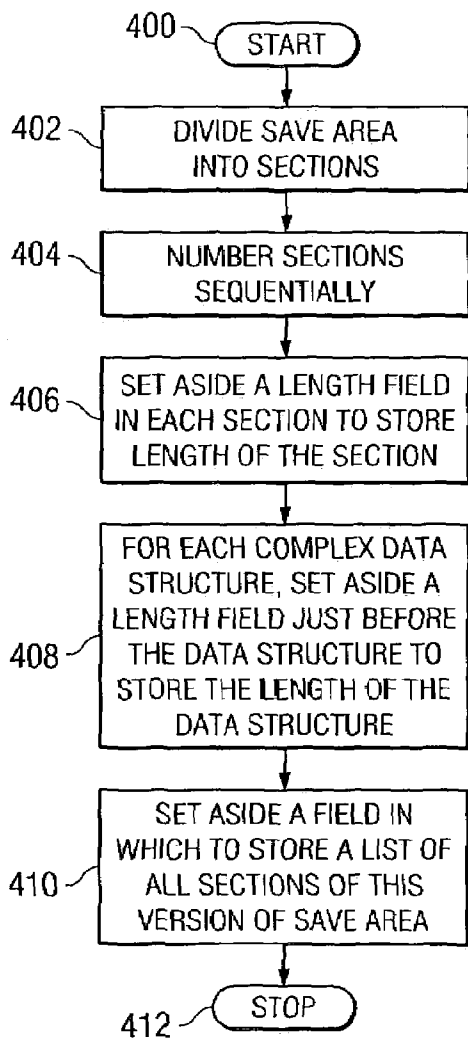 400
START
402
DIVIDE SAVE AREA
INTO SECTIONS
404
NUMBER SECTIONS
SEQUENTIALLY
406
SET ASIDE A LENGTH FIELD
IN EACH SECTION TO STORE
LENGTH OF THE SECTION
408
FOR EACH COMPLEX DATA
STRUCTURE, SET ASIDE A
LENGTH FIELD JUST BEFORE
THE DATA STRUCTURE TO
STORE THE LENGTH OF THE
DATA STRUCTURE
410
SET ASIDE A FIELD IN
WHICH TO STORE A LIST OF
ALL SECTIONS OF THIS
VERSION OF SAVE AREA
412
STOP